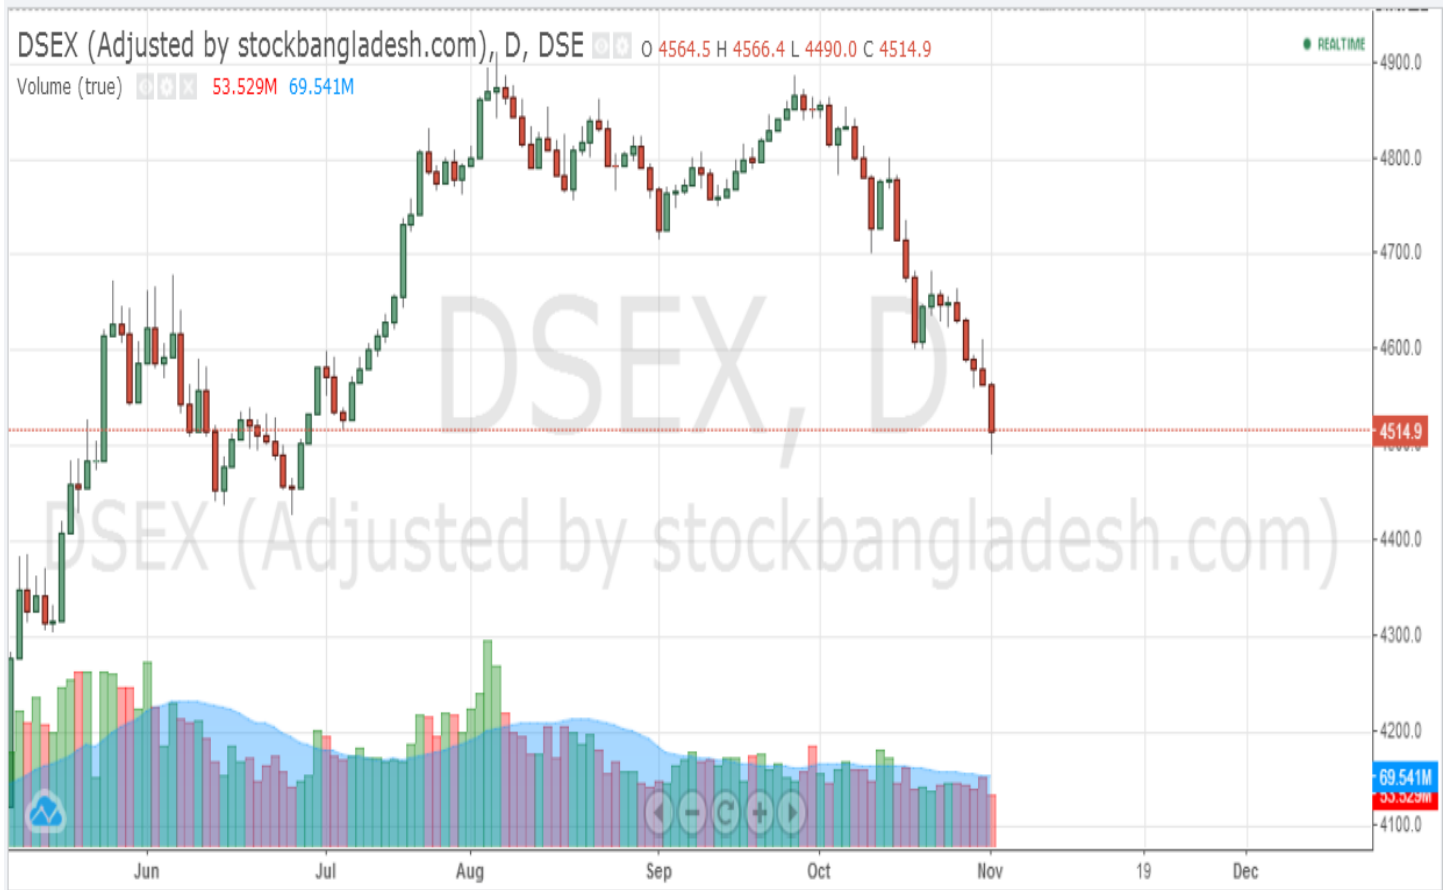 DSEX (Adjusted by stockbangladesh.com), D, DSE O 4564.5 H 4566.4 L 4490.0 C 4514.9
REALTIME
Volume (true) 53.529M 69.541M
4900.0
4800.0
4700.0
4600.0
4514.9
4400.0
4300.0
4200.0
69.541M
53.529M
4100.0
DSEX, D
DSEX (Adjusted by stockbangladesh.com)
Jun Jul Aug Sep Oct Nov 19 Dec